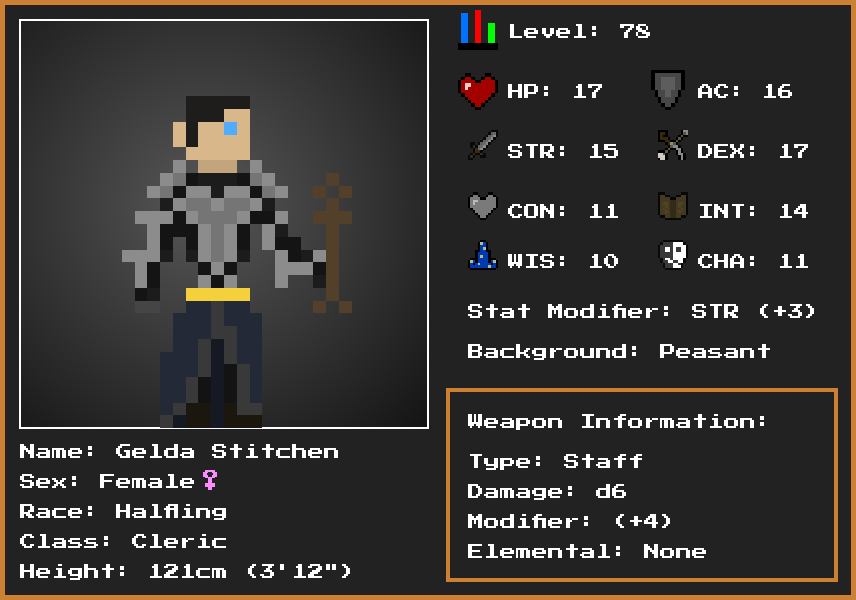 Level: 78
HP: 17 AC: 16
STR: 15 DEX: 17
CON: 11 INT: 14
WIS: 10 CHA: 11
Stat Modifier: STR (+3)
Background: Peasant
Weapon Information:
Type: Staff
Damage: d6
Modifier: (+4)
Elemental: None
Name: Gelda Stitchen
Sex: Female♀
Race: Halfling
Class: Cleric
Height: 121cm (3'12")